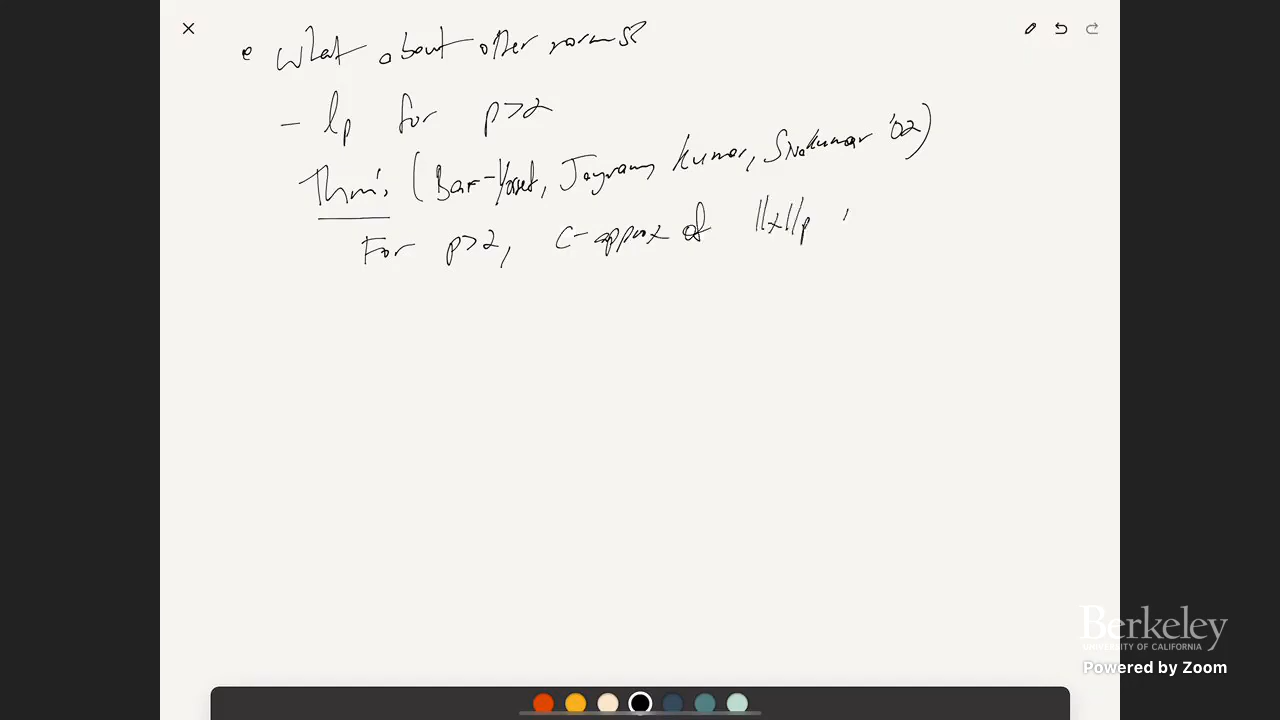 • What about other norms?
- lp for p>2
Thm: (Bar-Yossef, Jayram, Kumar, Sivakumar '02)
For p>2, C-approx of ||x||p
Berkeley
UNIVERSITY OF CALIFORNIA
Powered by Zoom